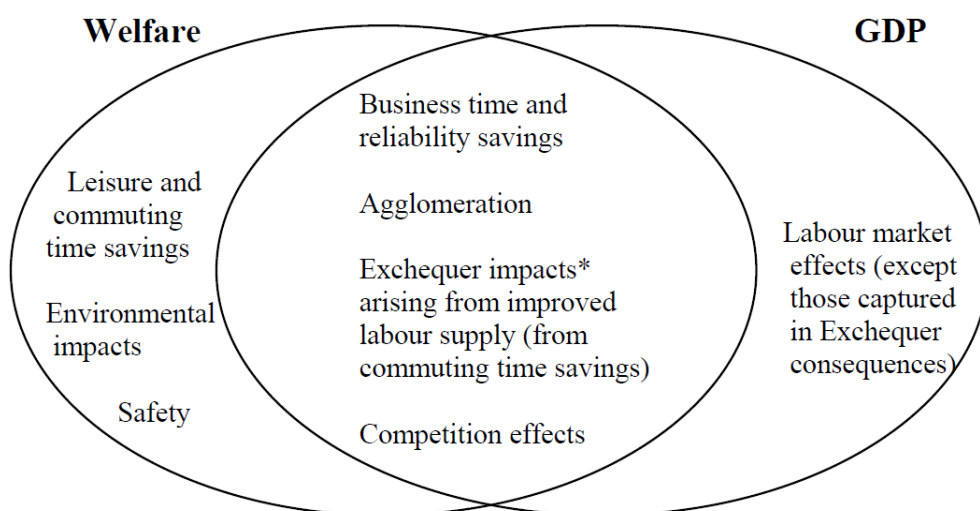 Welfare
GDP
Leisure and
commuting
time savings
Environmental
impacts
Safety
Business time and
reliability savings
Agglomeration
Exchequer impacts*
arising from improved
labour supply (from
commuting time savings)
Competition effects
Labour market
effects (except
those captured
in Exchequer
consequences)